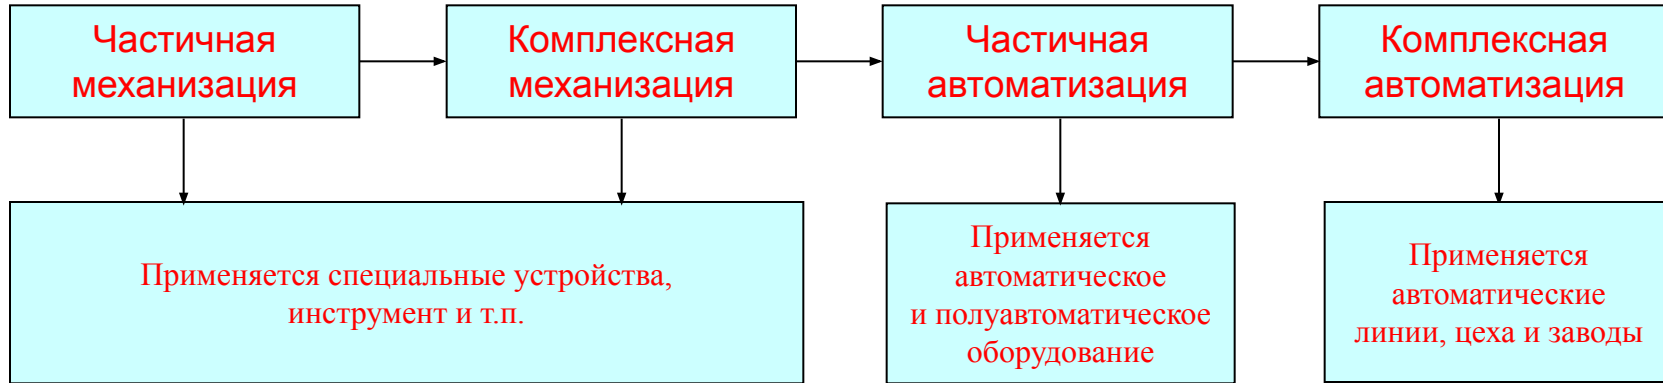 Частичная
механизация
Комплексная
механизация
Частичная
автоматизация
Комплексная
автоматизация
Применяется специальные устройства,
инструмент и т.п.
Применяется
автоматическое
и полуавтоматическое
оборудование
Применяется
автоматические
линии, цеха и заводы